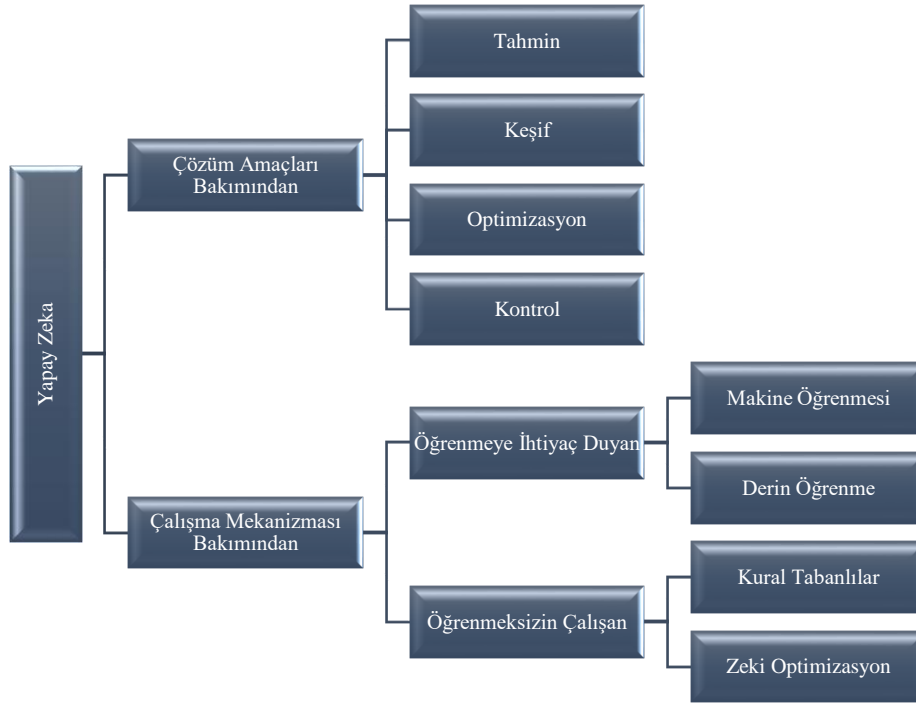 Yapay Zeka
Çözüm Amaçları
Bakımından
Tahmin
Keşif
Optimizasyon
Kontrol
Çalışma Mekanizması
Bakımından
Öğrenmeye İhtiyaç Duyan
Makine Öğrenmesi
Derin Öğrenme
Öğrenmeksizin Çalışan
Kural Tabanlılar
Zeki Optimizasyon